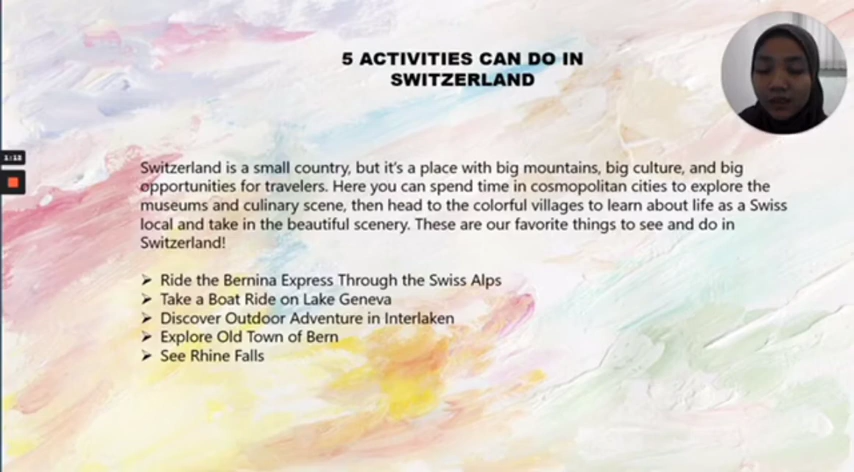 5 ACTIVITIES CAN DO IN
SWITZERLAND
1:18
Switzerland is a small country, but it's a place with big mountains, big culture, and big
opportunities for travelers. Here you can spend time in cosmopolitan cities to explore the
museums and culinary scene, then head to the colorful villages to learn about life as a Swiss
local and take in the beautiful scenery. These are our favorite things to see and do in
Switzerland!
➢ Ride the Bernina Express Through the Swiss Alps
➢ Take a Boat Ride on Lake Geneva
➢ Discover Outdoor Adventure in Interlaken
➢ Explore Old Town of Bern
➢ See Rhine Falls